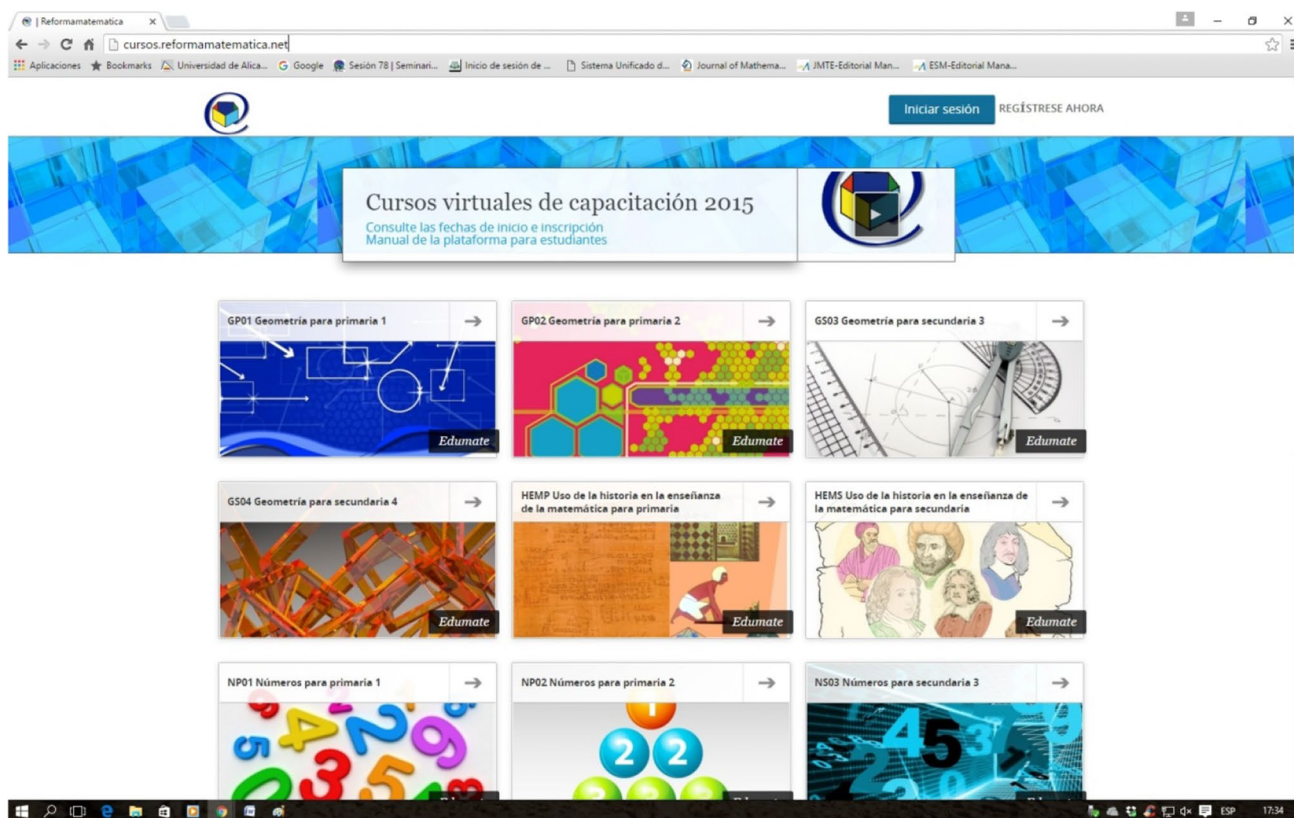 | Reformamatematica
cursos.reformamatematica.net
Aplicaciones Bookmarks Universidad de Alica... Google Sesión 78 | Seminari... Inicio de sesión de ... Sistema Unificado d... Journal of Mathema... JMTE-Editorial Man... ESM-Editorial Mana...
Iniciar sesión REGÍSTRESE AHORA
Cursos virtuales de capacitación 2015
Consulte las fechas de inicio e inscripción
Manual de la plataforma para estudiantes
GP01 Geometría para primaria 1
Edumate
GP02 Geometría para primaria 2
Edumate
GS03 Geometría para secundaria 3
Edumate
GS04 Geometría para secundaria 4
Edumate
HEMP Uso de la historia en la enseñanza
de la matemática para primaria
Edumate
HEMS Uso de la historia en la enseñanza de
la matemática para secundaria
Edumate
NP01 Números para primaria 1
NP02 Números para primaria 2
1
2 2
NS03 Números para secundaria 3
453
ESP 17:34